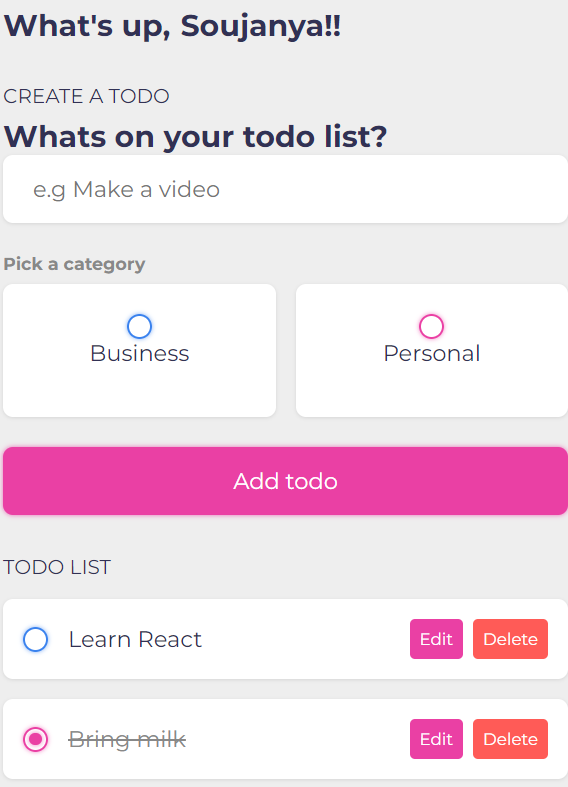 What's up, Soujanya!!
CREATE A TODO
Whats on your todo list?
e.g Make a video
Pick a category
Business Personal
Add todo
TODO LIST
Learn React Edit Delete
Bring milk Edit Delete